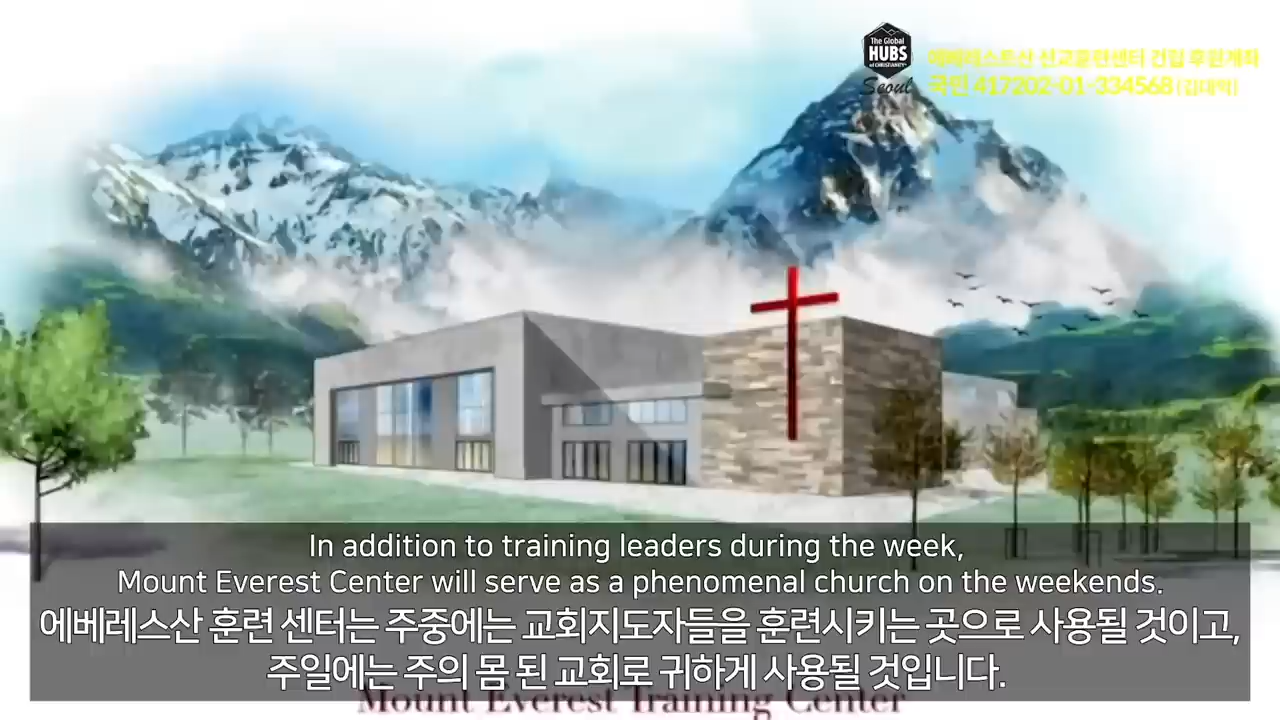 The Global
HUBS
of CHRISTIANITY
Seoul
에베레스트산 선교훈련센터 건립 후원계좌
국민 417202-01-334568 (김대학)
In addition to training leaders during the week,
Mount Everest Center will serve as a phenomenal church on the weekends.
에베레스산 훈련 센터는 주중에는 교회지도자들을 훈련시키는 곳으로 사용될 것이고,
주일에는 주의 몸 된 교회로 귀하게 사용될 것입니다.
Mount Everest Training Center